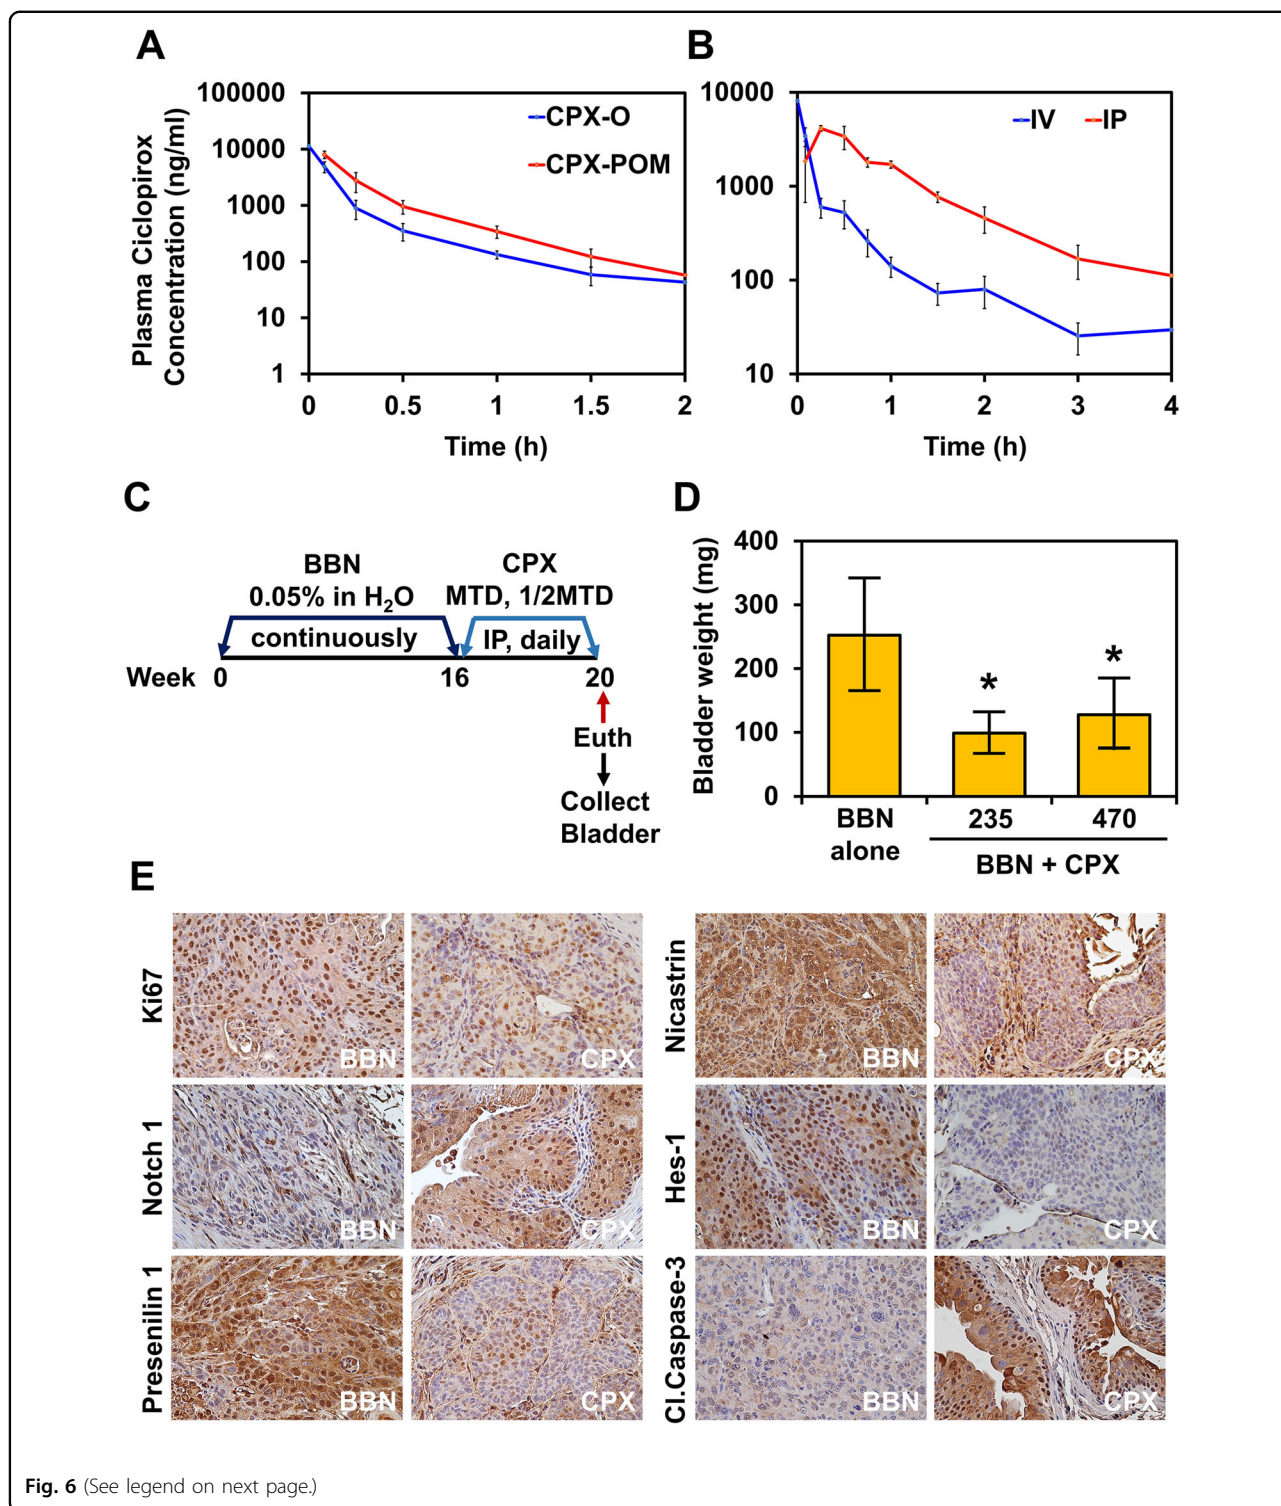 A
B
100000
10000
1000
100
10
1
CPX-O
CPX-POM
Plasma Ciclopirox
Concentration (ng/ml)
0
0.5
1
1.5
2
Time (h)
10000
1000
100
10
IV
IP
0
1
2
3
4
Time (h)
C
BBN
0.05% in H₂O
continuously
CPX
MTD, 1/2MTD
IP, daily
Week
0
16
20
Euth
Collect
Bladder
D
Bladder weight (mg)
400
300
200
100
0
*
*
BBN
alone
235
470
BBN + CPX
E
Ki67
BBN
CPX
Nicastrin
BBN
CPX
Notch 1
BBN
CPX
Hes-1
BBN
CPX
Presenilin 1
BBN
CPX
Cl.Caspase-3
BBN
CPX
Fig. 6 (See legend on next page.)